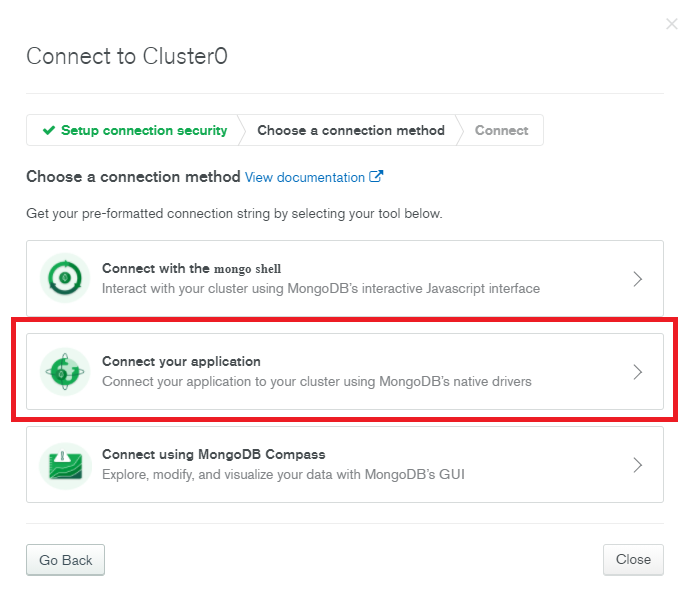 Connect to Cluster0
Setup connection security
Choose a connection method
Connect
Choose a connection method View documentation
Get your pre-formatted connection string by selecting your tool below.
Connect with the mongo shell
Interact with your cluster using MongoDB's interactive Javascript interface
Connect your application
Connect your application to your cluster using MongoDB's native drivers
Connect using MongoDB Compass
Explore, modify, and visualize your data with MongoDB's GUI
Go Back
Close